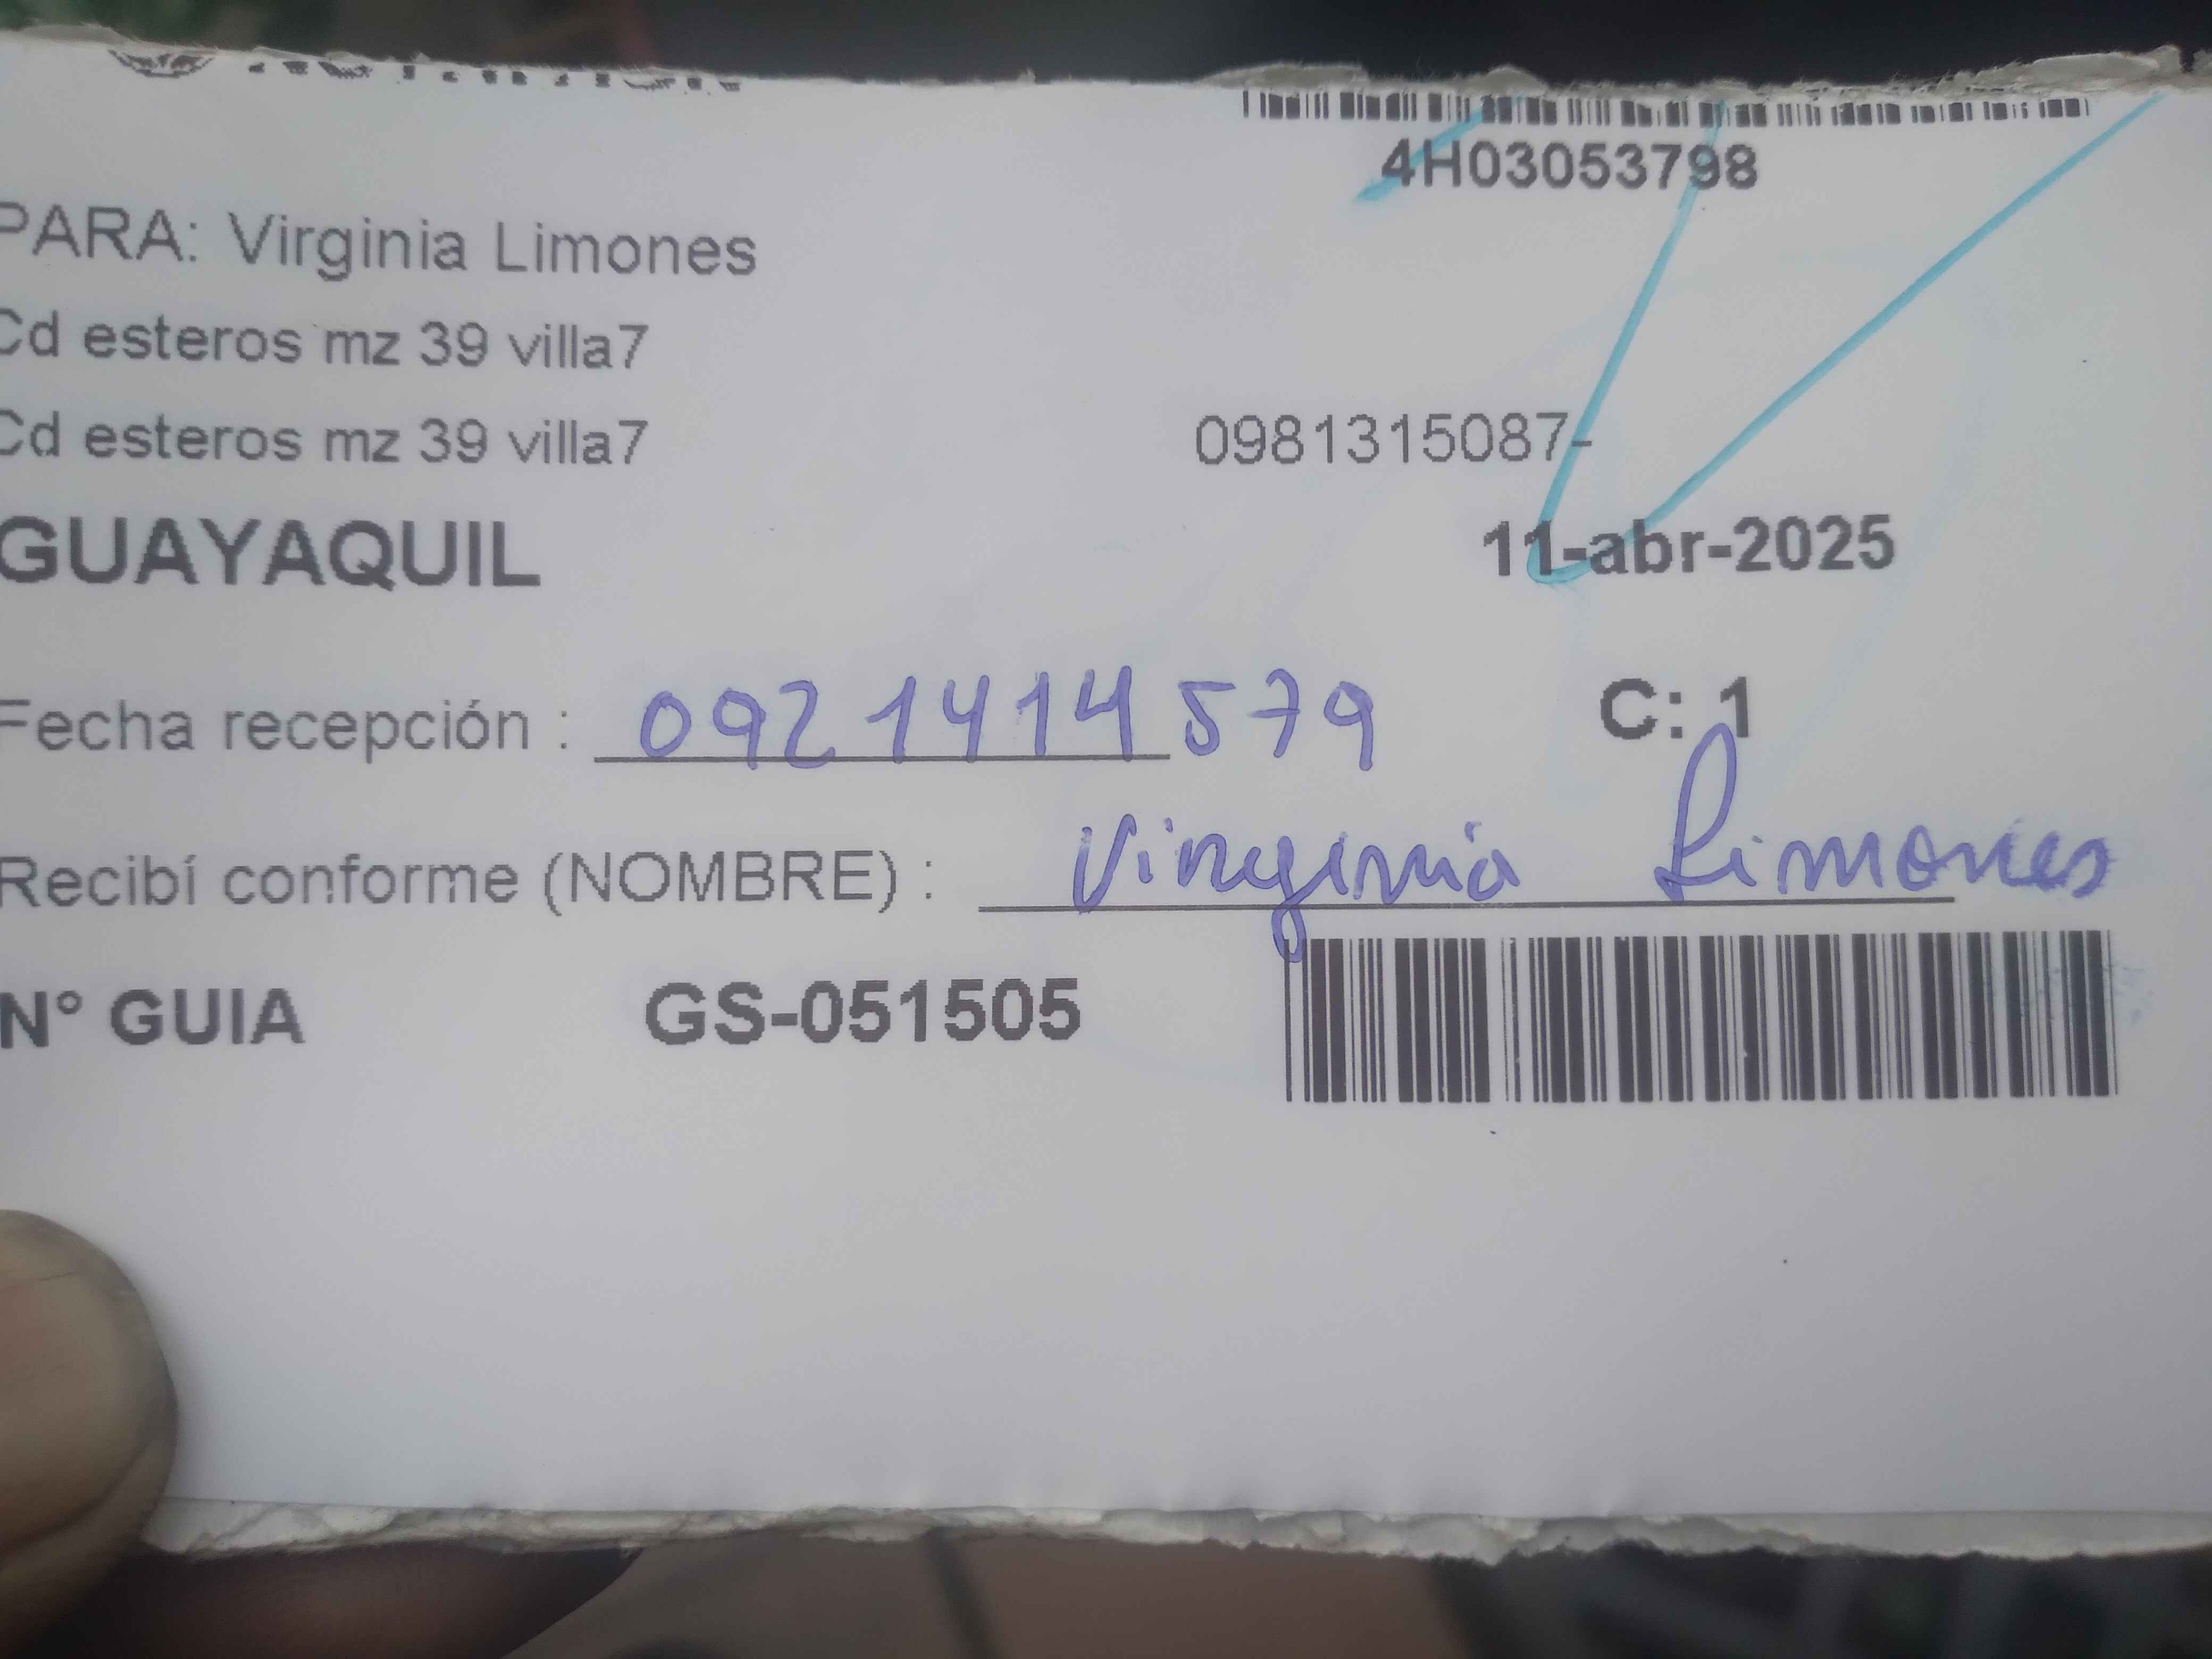 4H03053798
PARA: Virginia Limones
Cd esteros mz 39 villa7
Cd esteros mz 39 villa7 0981315087-
GUAYAQUIL 11-abr-2025
Fecha recepción : 0921414579 C: 1
Recibí conforme (NOMBRE) : Virginia Limones
N° GUIA GS-051505